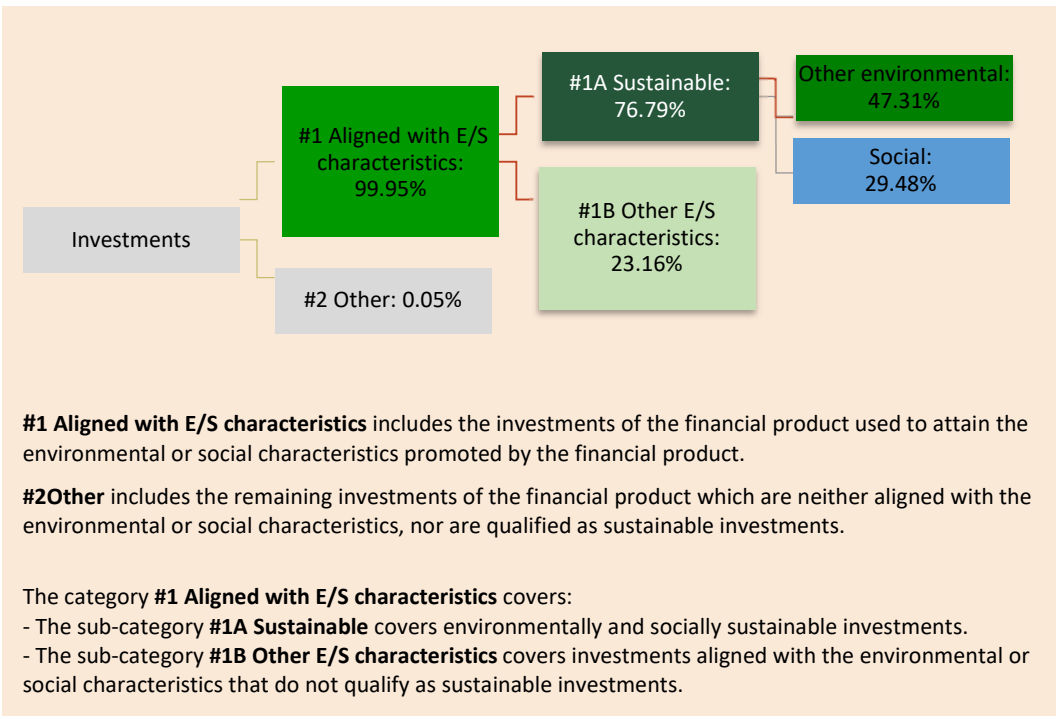 Investments
#1 Aligned with E/S
characteristics:
99.95%
#2 Other: 0.05%
#1A Sustainable:
76.79%
#1B Other E/S
characteristics:
23.16%
Other environmental:
47.31%
Social:
29.48%
#1 Aligned with E/S characteristics includes the investments of the financial product used to attain the
environmental or social characteristics promoted by the financial product.
#2Other includes the remaining investments of the financial product which are neither aligned with the
environmental or social characteristics, nor are qualified as sustainable investments.
The category #1 Aligned with E/S characteristics covers:
- The sub-category #1A Sustainable covers environmentally and socially sustainable investments.
- The sub-category #1B Other E/S characteristics covers investments aligned with the environmental or
social characteristics that do not qualify as sustainable investments.